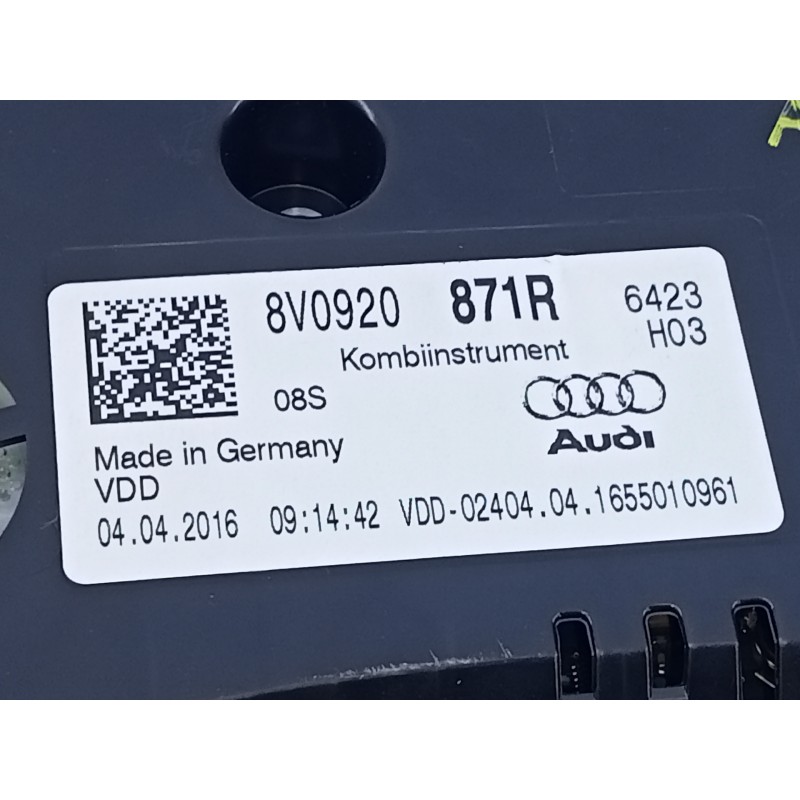 8V0920 871R 6423
Kombiinstrument H03
08S
Audi
Made in Germany
VDD
04.04.2016 09:14:42 VDD-02404.04.1655010961